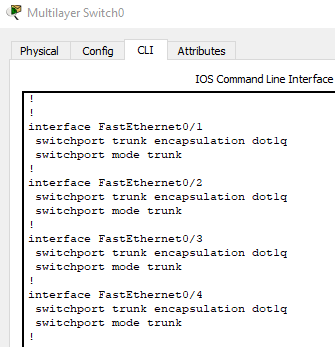 Multilayer Switch0
Physical Config CLI Attributes
IOS Command Line Interface
!
!
interface FastEthernet0/1
switchport trunk encapsulation dot1q
switchport mode trunk
!
interface FastEthernet0/2
switchport trunk encapsulation dot1q
switchport mode trunk
!
interface FastEthernet0/3
switchport trunk encapsulation dot1q
switchport mode trunk
!
interface FastEthernet0/4
switchport trunk encapsulation dot1q
switchport mode trunk
!